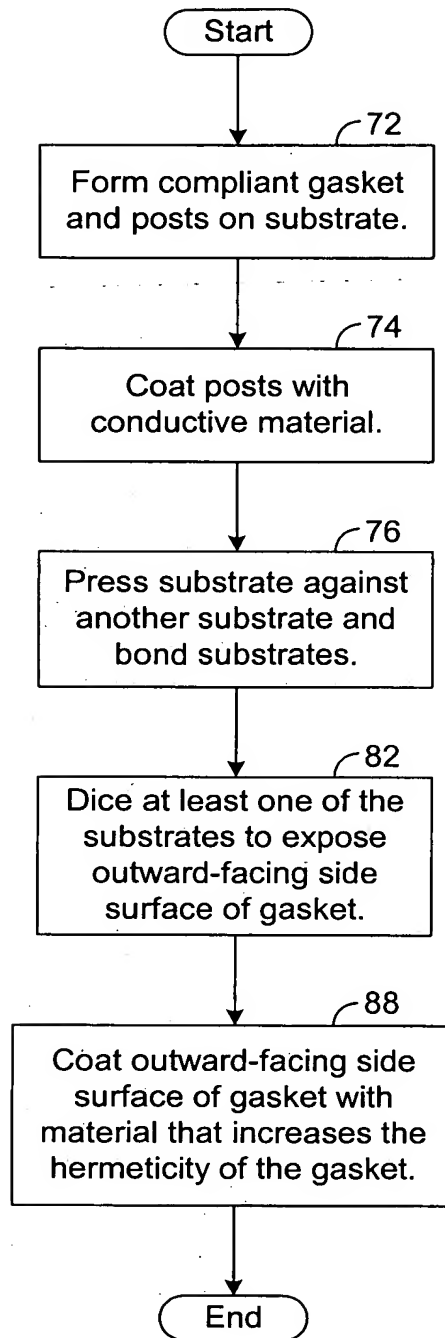 Start
72
Form compliant gasket
and posts on substrate.
74
Coat posts with
conductive material.
76
Press substrate against
another substrate and
bond substrates.
82
Dice at least one of the
substrates to expose
outward-facing side
surface of gasket.
88
Coat outward-facing side
surface of gasket with
material that increases the
hermeticity of the gasket.
End